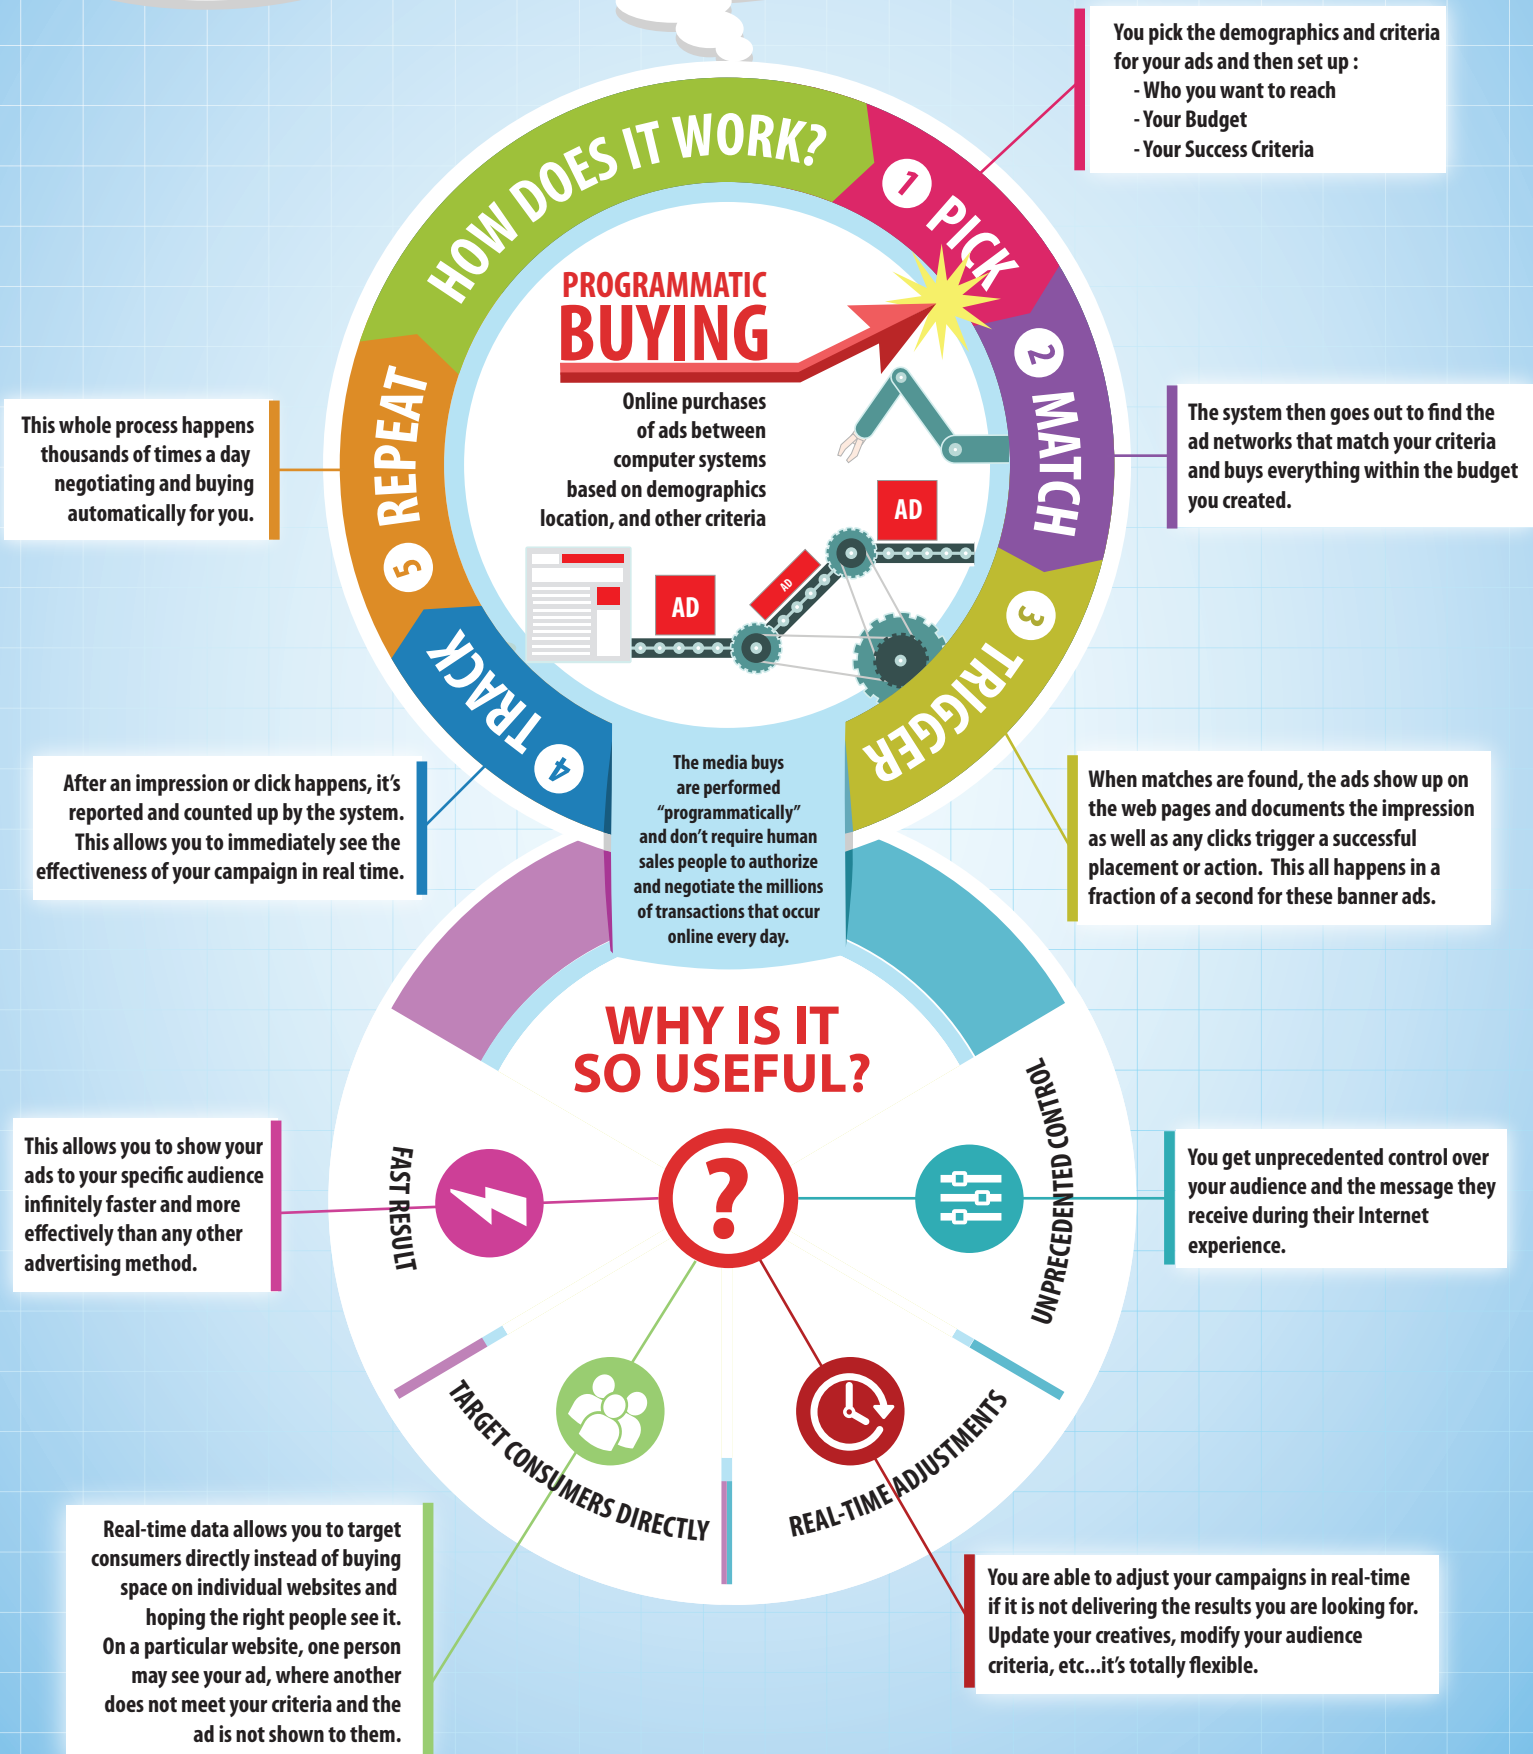 You pick the demographics and criteria
for your ads and then set up :
- Who you want to reach
- Your Budget
- Your Success Criteria
HOW DOES IT WORK?
1 PICK
2 MATCH
3 TRIGGER
4 TRACK
5 REPEAT
PROGRAMMATIC
BUYING
Online purchases
of ads between
computer systems
based on demographics
location, and other criteria
AD
AD
AD
The system then goes out to find the
ad networks that match your criteria
and buys everything within the budget
you created.
This whole process happens
thousands of times a day
negotiating and buying
automatically for you.
When matches are found, the ads show up on
the web pages and documents the impression
as well as any clicks trigger a successful
placement or action. This all happens in a
fraction of a second for these banner ads.
After an impression or click happens, it's
reported and counted up by the system.
This allows you to immediately see the
effectiveness of your campaign in real time.
The media buys
are performed
“programmatically”
and don't require human
sales people to authorize
and negotiate the millions
of transactions that occur
online every day.
WHY IS IT
SO USEFUL?
?
FAST RESULT
This allows you to show your
ads to your specific audience
infinitely faster and more
effectively than any other
advertising method.
UNPRECEDENTED CONTROL
You get unprecedented control over
your audience and the message they
receive during their Internet
experience.
TARGET CONSUMERS DIRECTLY
Real-time data allows you to target
consumers directly instead of buying
space on individual websites and
hoping the right people see it.
On a particular website, one person
may see your ad, where another
does not meet your criteria and the
ad is not shown to them.
REAL-TIME ADJUSTMENTS
You are able to adjust your campaigns in real-time
if it is not delivering the results you are looking for.
Update your creatives, modify your audience
criteria, etc...it's totally flexible.